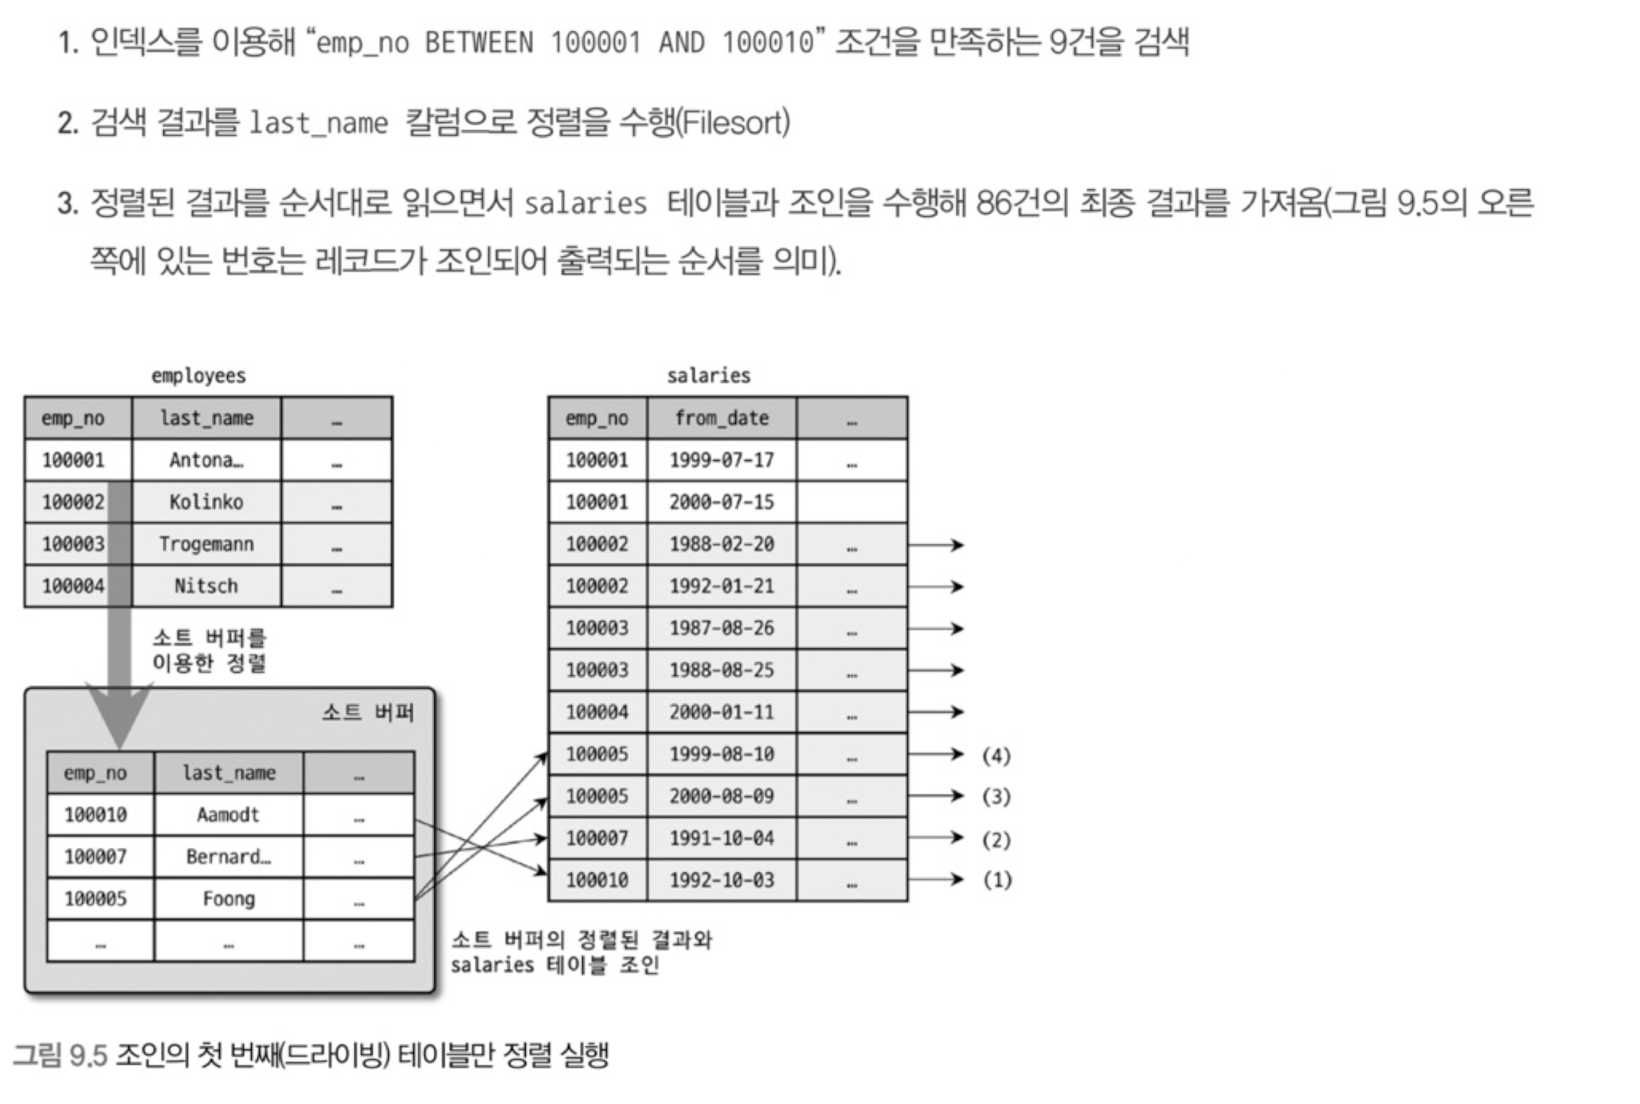 1. 인덱스를 이용해 “emp_no BETWEEN 100001 AND 100010” 조건을 만족하는 9건을 검색
2. 검색 결과를 last_name 칼럼으로 정렬을 수행(Filesort)
3. 정렬된 결과를 순서대로 읽으면서 salaries 테이블과 조인을 수행해 86건의 최종 결과를 가져옴(그림 9.5의 오른
쪽에 있는 번호는 레코드가 조인되어 출력되는 순서를 의미).
employees
emp_no last_name …
100001 Antona… …
100002 Kolinko …
100003 Trogemann …
100004 Nitsch …
소트 버퍼를
이용한 정렬
소트 버퍼
emp_no last_name …
100010 Aamodt …
100007 Bernard… …
100005 Foong …
… … …
salaries
emp_no from_date …
100001 1999-07-17 …
100001 2000-07-15
100002 1988-02-20 …
100002 1992-01-21 …
100003 1987-08-26 …
100003 1988-08-25 …
100004 2000-01-11 …
100005 1999-08-10 … (4)
100005 2000-08-09 … (3)
100007 1991-10-04 … (2)
100010 1992-10-03 … (1)
소트 버퍼의 정렬된 결과와
salaries 테이블 조인
그림 9.5 조인의 첫 번째(드라이빙) 테이블만 정렬 실행